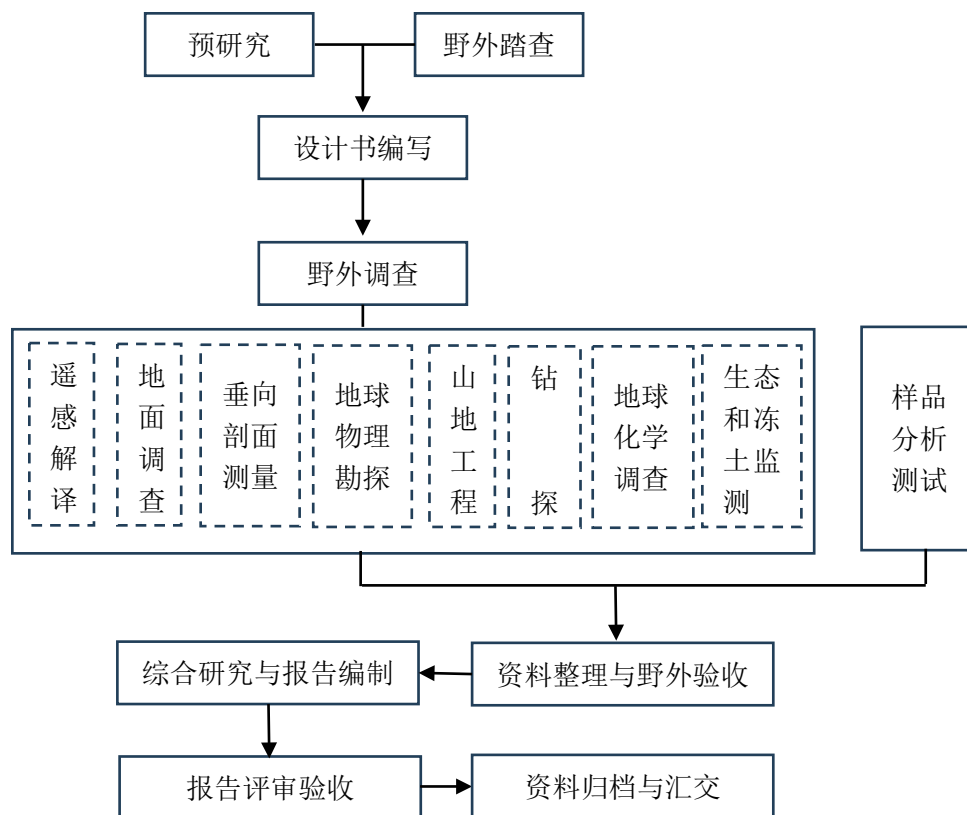 预研究
野外踏查
设计书编写
野外调查
遥
感
解
译
地
面
调
查
垂向
剖面
测量
地球
物理
勘探
山
地
工
程
钻
探
地球
化学
调查
生态
和冻
土监
测
样品
分析
测试
综合研究与报告编制
资料整理与野外验收
报告评审验收
资料归档与汇交